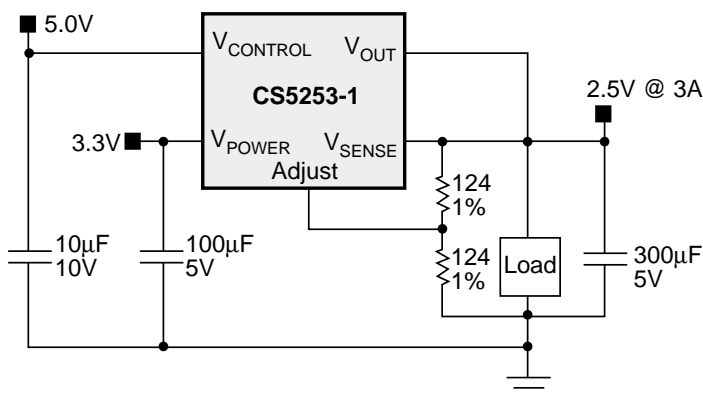 5.0V
VCONTROL VOUT
CS5253-1
2.5V @ 3A
3.3V
VPOWER VSENSE
Adjust
124
1%
10μF
10V
100μF
5V
124
1%
Load
300μF
5V